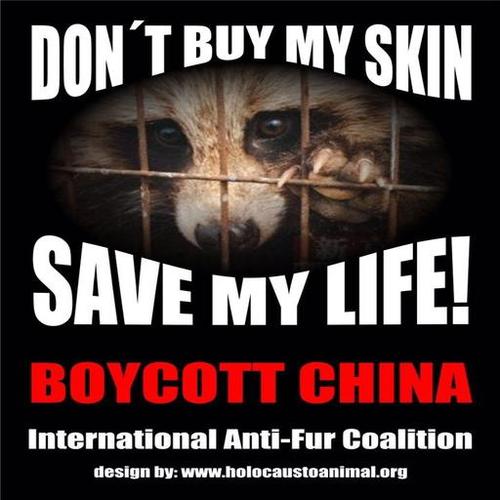 DON´T BUY MY SKIN
SAVE MY LIFE!
BOYCOTT CHINA
International Anti-Fur Coalition
design by: www.holocaustoanimal.org